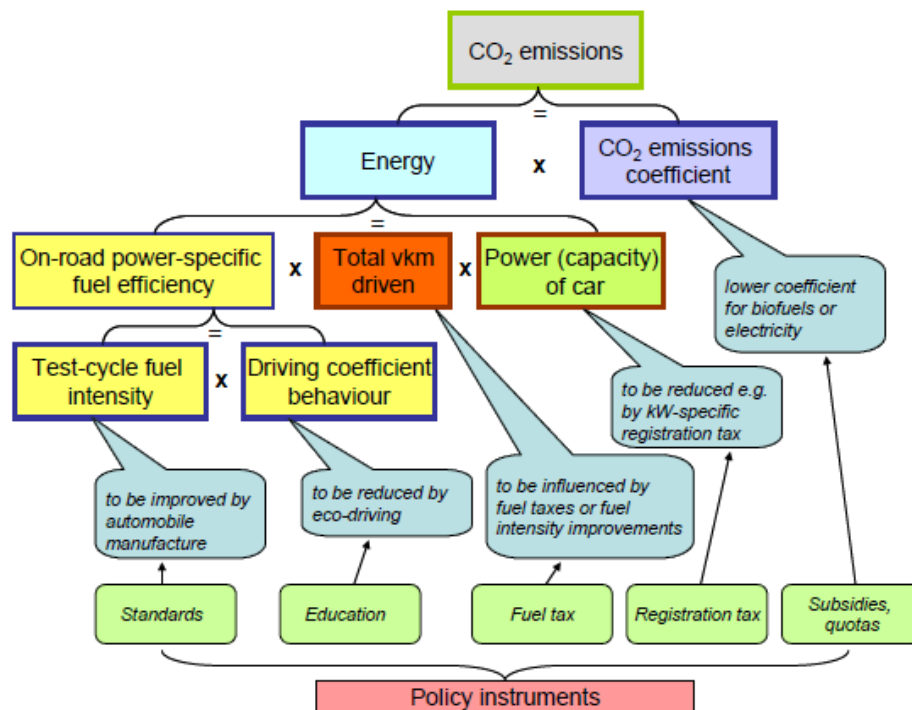 CO₂ emissions
=
Energy
x
CO₂ emissions
coefficient
=
On-road power-specific
fuel efficiency
x
Total vkm
driven
x
Power (capacity)
of car
lower coefficient
for biofuels or
electricity
=
Test-cycle fuel
intensity
x
Driving coefficient
behaviour
to be reduced e.g.
by kW-specific
registration tax
to be improved by
automobile
manufacture
to be reduced by
eco-driving
to be influenced by
fuel taxes or fuel
intensity improvements
Standards
Education
Fuel tax
Registration tax
Subsidies,
quotas
Policy instruments